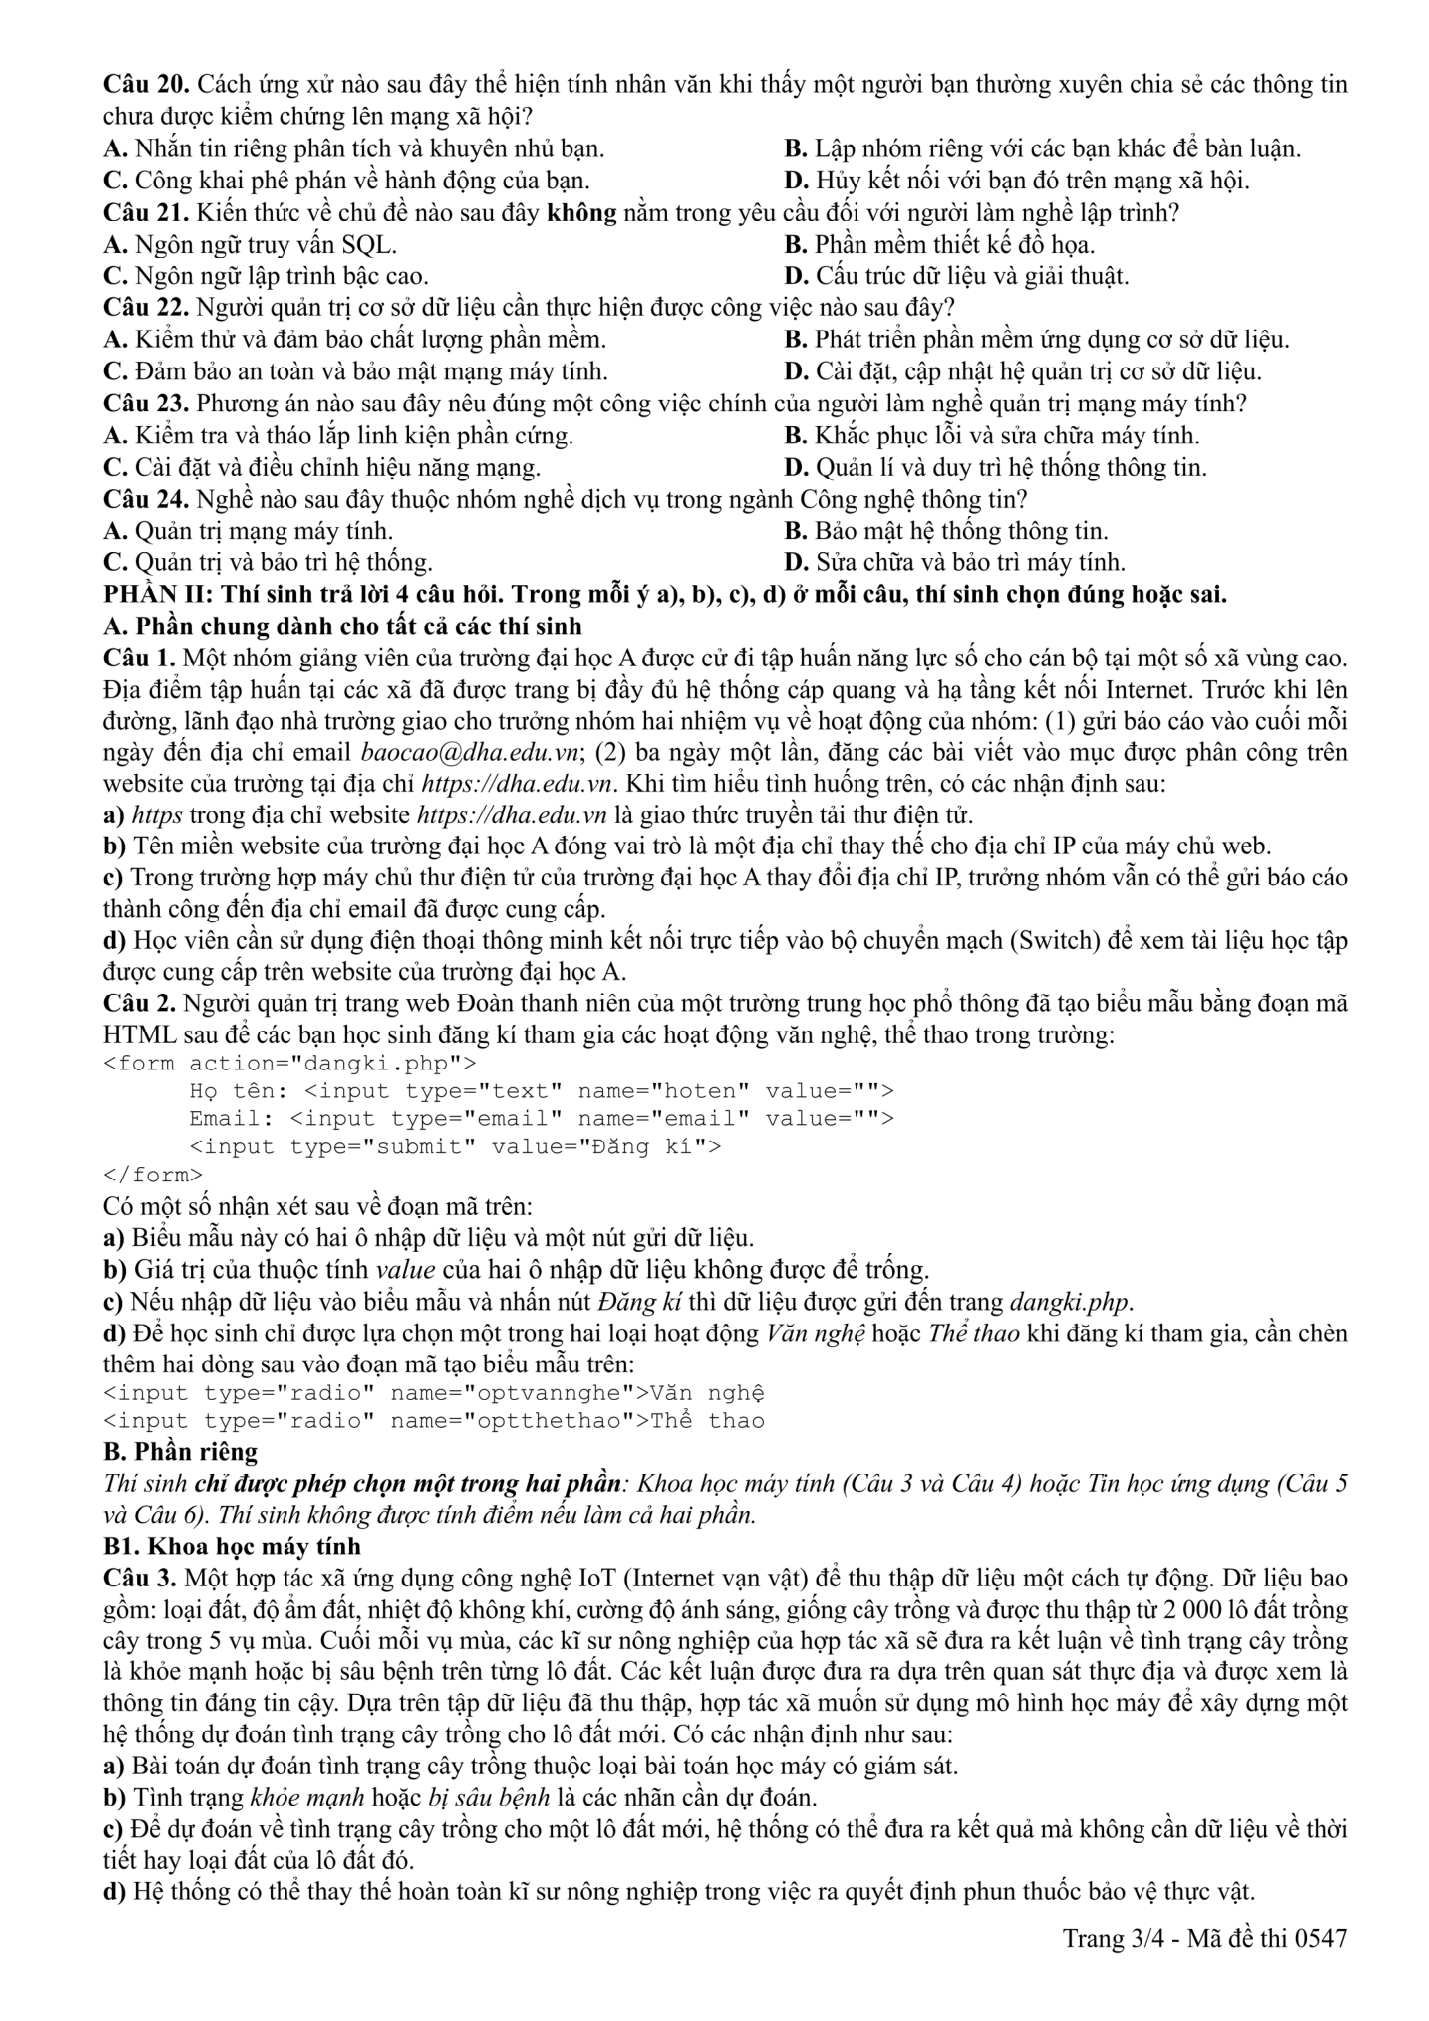 Câu 20. Cách ứng xử nào sau đây thể hiện tính nhân văn khi thấy một người bạn thường xuyên chia sẻ các thông tin
chưa được kiểm chứng lên mạng xã hội?
A. Nhắn tin riêng phân tích và khuyên nhủ bạn. B. Lập nhóm riêng với các bạn khác để bàn luận.
C. Công khai phê phán về hành động của bạn. D. Hủy kết nối với bạn đó trên mạng xã hội.
Câu 21. Kiến thức về chủ đề nào sau đây không nằm trong yêu cầu đối với người làm nghề lập trình?
A. Ngôn ngữ truy vấn SQL. B. Phần mềm thiết kế đồ họa.
C. Ngôn ngữ lập trình bậc cao. D. Cấu trúc dữ liệu và giải thuật.
Câu 22. Người quản trị cơ sở dữ liệu cần thực hiện được công việc nào sau đây?
A. Kiểm thử và đảm bảo chất lượng phần mềm. B. Phát triển phần mềm ứng dụng cơ sở dữ liệu.
C. Đảm bảo an toàn và bảo mật mạng máy tính. D. Cài đặt, cập nhật hệ quản trị cơ sở dữ liệu.
Câu 23. Phương án nào sau đây nêu đúng một công việc chính của người làm nghề quản trị mạng máy tính?
A. Kiểm tra và tháo lắp linh kiện phần cứng. B. Khắc phục lỗi và sửa chữa máy tính.
C. Cài đặt và điều chỉnh hiệu năng mạng. D. Quản lí và duy trì hệ thống thông tin.
Câu 24. Nghề nào sau đây thuộc nhóm nghề dịch vụ trong ngành Công nghệ thông tin?
A. Quản trị mạng máy tính. B. Bảo mật hệ thống thông tin.
C. Quản trị và bảo trì hệ thống. D. Sửa chữa và bảo trì máy tính.
PHẦN II: Thí sinh trả lời 4 câu hỏi. Trong mỗi ý a), b), c), d) ở mỗi câu, thí sinh chọn đúng hoặc sai.
A. Phần chung dành cho tất cả các thí sinh
Câu 1. Một nhóm giảng viên của trường đại học A được cử đi tập huấn năng lực số cho cán bộ tại một số xã vùng cao.
Địa điểm tập huấn tại các xã đã được trang bị đầy đủ hệ thống cáp quang và hạ tầng kết nối Internet. Trước khi lên
đường, lãnh đạo nhà trường giao cho trưởng nhóm hai nhiệm vụ về hoạt động của nhóm: (1) gửi báo cáo vào cuối mỗi
ngày đến địa chỉ email baocao@dha.edu.vn; (2) ba ngày một lần, đăng các bài viết vào mục được phân công trên
website của trường tại địa chỉ https://dha.edu.vn. Khi tìm hiểu tình huống trên, có các nhận định sau:
a) https trong địa chỉ website https://dha.edu.vn là giao thức truyền tải thư điện tử.
b) Tên miền website của trường đại học A đóng vai trò là một địa chỉ thay thế cho địa chỉ IP của máy chủ web.
c) Trong trường hợp máy chủ thư điện tử của trường đại học A thay đổi địa chỉ IP, trưởng nhóm vẫn có thể gửi báo cáo
thành công đến địa chỉ email đã được cung cấp.
d) Học viên cần sử dụng điện thoại thông minh kết nối trực tiếp vào bộ chuyển mạch (Switch) để xem tài liệu học tập
được cung cấp trên website của trường đại học A.
Câu 2. Người quản trị trang web Đoàn thanh niên của một trường trung học phổ thông đã tạo biểu mẫu bằng đoạn mã
HTML sau để các bạn học sinh đăng kí tham gia các hoạt động văn nghệ, thể thao trong trường:
<form action="dangki.php">
Họ tên: <input type="text" name="hoten" value="">
Email: <input type="email" name="email" value="">
<input type="submit" value="Đăng kí">
</form>
Có một số nhận xét sau về đoạn mã trên:
a) Biểu mẫu này có hai ô nhập dữ liệu và một nút gửi dữ liệu.
b) Giá trị của thuộc tính value của hai ô nhập dữ liệu không được để trống.
c) Nếu nhập dữ liệu vào biểu mẫu và nhấn nút Đăng kí thì dữ liệu được gửi đến trang dangki.php.
d) Để học sinh chỉ được lựa chọn một trong hai loại hoạt động Văn nghệ hoặc Thể thao khi đăng kí tham gia, cần chèn
thêm hai dòng sau vào đoạn mã tạo biểu mẫu trên:
<input type="radio" name="optvannghe">Văn nghệ
<input type="radio" name="optthethao">Thể thao
B. Phần riêng
Thí sinh chỉ được phép chọn một trong hai phần: Khoa học máy tính (Câu 3 và Câu 4) hoặc Tin học ứng dụng (Câu 5
và Câu 6). Thí sinh không được tính điểm nếu làm cả hai phần.
B1. Khoa học máy tính
Câu 3. Một hợp tác xã ứng dụng công nghệ IoT (Internet vạn vật) để thu thập dữ liệu một cách tự động. Dữ liệu bao
gồm: loại đất, độ ẩm đất, nhiệt độ không khí, cường độ ánh sáng, giống cây trồng và được thu thập từ 2 000 lô đất trồng
cây trong 5 vụ mùa. Cuối mỗi vụ mùa, các kĩ sư nông nghiệp của hợp tác xã sẽ đưa ra kết luận về tình trạng cây trồng
là khỏe mạnh hoặc bị sâu bệnh trên từng lô đất. Các kết luận được đưa ra dựa trên quan sát thực địa và được xem là
thông tin đáng tin cậy. Dựa trên tập dữ liệu đã thu thập, hợp tác xã muốn sử dụng mô hình học máy để xây dựng một
hệ thống dự đoán tình trạng cây trồng cho lô đất mới. Có các nhận định như sau:
a) Bài toán dự đoán tình trạng cây trồng thuộc loại bài toán học máy có giám sát.
b) Tình trạng khỏe mạnh hoặc bị sâu bệnh là các nhãn cần dự đoán.
c) Để dự đoán về tình trạng cây trồng cho một lô đất mới, hệ thống có thể đưa ra kết quả mà không cần dữ liệu về thời
tiết hay loại đất của lô đất đó.
d) Hệ thống có thể thay thế hoàn toàn kĩ sư nông nghiệp trong việc ra quyết định phun thuốc bảo vệ thực vật.
Trang 3/4 - Mã đề thi 0547